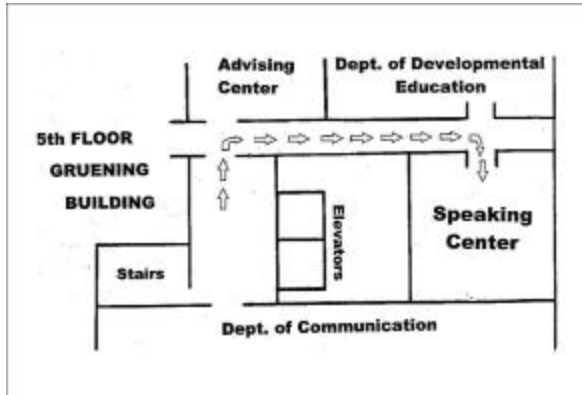 Advising
Center
Dept. of Developmental
Education
5th FLOOR
GRUENING
BUILDING
Elevators
Speaking
Center
Stairs
Dept. of Communication